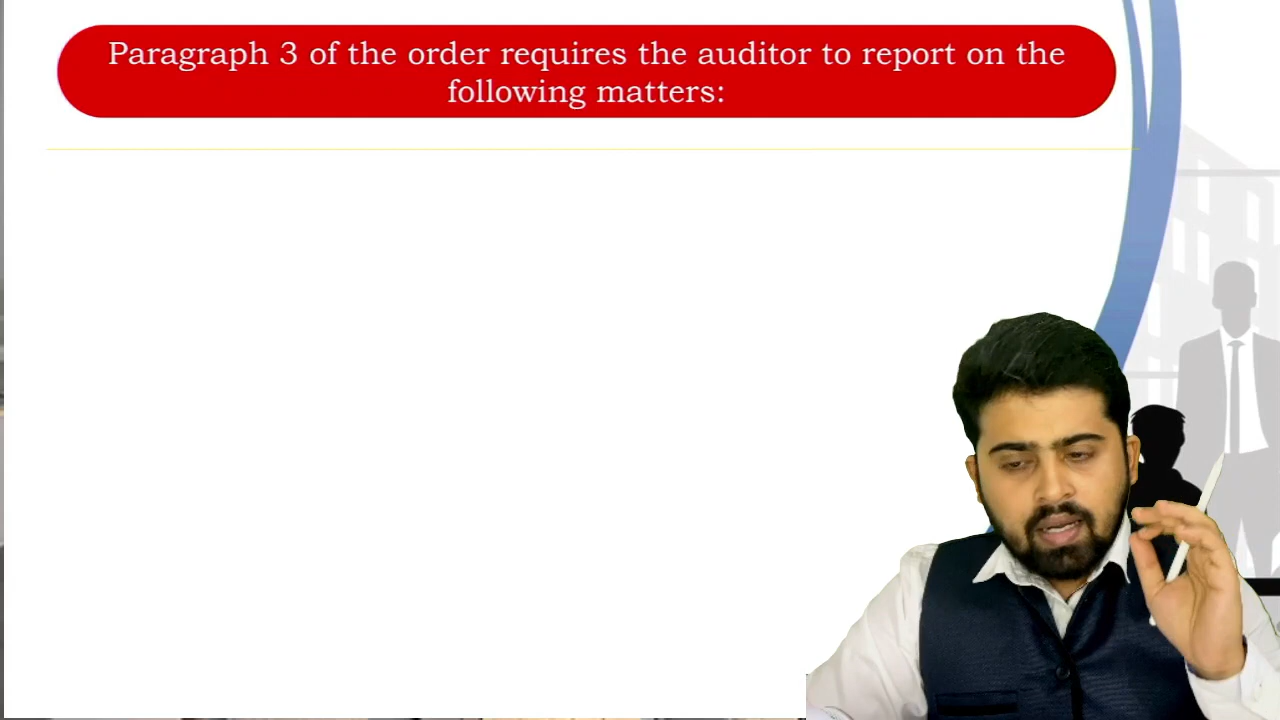 Paragraph 3 of the order requires the auditor to report on the
following matters: